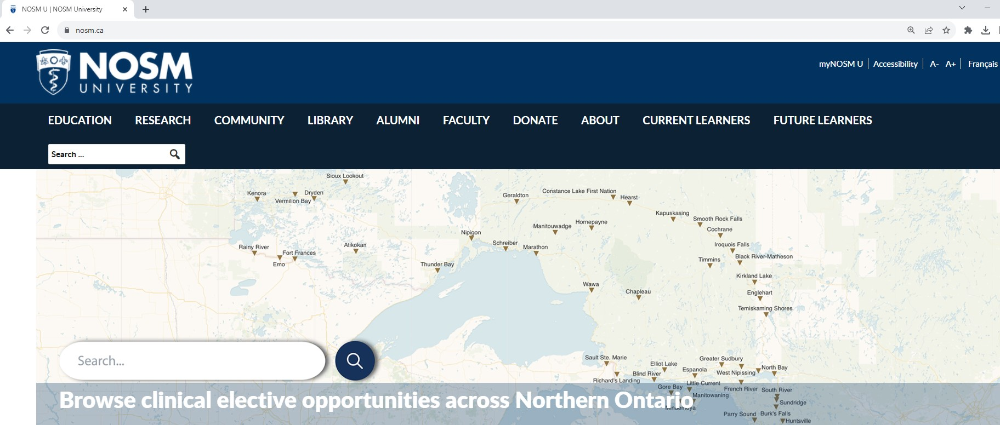 NOSM U | NOSM University
nosm.ca
NOSM
UNIVERSITY
myNOSM U
Accessibility
A-
A+
Français
EDUCATION
RESEARCH
COMMUNITY
LIBRARY
ALUMNI
FACULTY
DONATE
ABOUT
CURRENT LEARNERS
FUTURE LEARNERS
Search ...
Sioux Lookout
Kenora
Dryden
Vermilion Bay
Geraldton
Constance Lake First Nation
Hearst
Kapuskasing
Smooth Rock Falls
Manitouwadge
Hornepayne
Cochrane
Nipigon
Schreiber
Marathon
Iroquois Falls
Rainy River
Fort Frances
Atikokan
Emo
Thunder Bay
Timmins
Black River-Matheson
Kirkland Lake
Wawa
Chapleau
Englehart
Temiskaming Shores
Search...
Sault Ste. Marie
Richard's Landing
Elliot Lake
Blind River
Espanola
Greater Sudbury
West Nipissing
North Bay
Gore Bay
Little Current
French River
South River
Manitowaning
Mindemoya
Sundridge
Parry Sound
Burk's Falls
Huntsville
Browse clinical elective opportunities across Northern Ontario